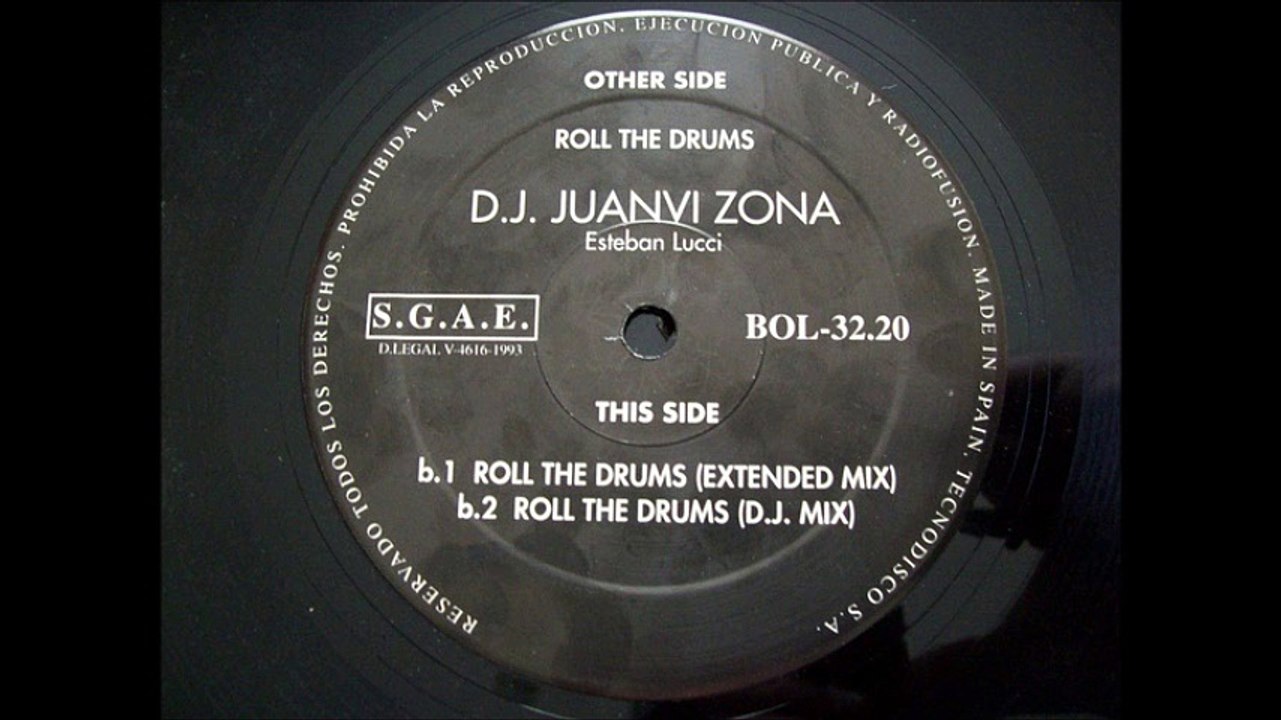 RESERVADO TODOS LOS DERECHOS. PROHIBIDA LA REPRODUCCION. EJECUCION PUBLICA Y RADIOFUSION. MADE IN SPAIN. TECNODISCO S.A.
OTHER SIDE
ROLL THE DRUMS
D.J. JUANVI ZONA
Esteban Lucci
S.G.A.E.
D.LEGAL V-4616-1993
BOL-32.20
THIS SIDE
b.1 ROLL THE DRUMS (EXTENDED MIX)
b.2 ROLL THE DRUMS (D.J. MIX)